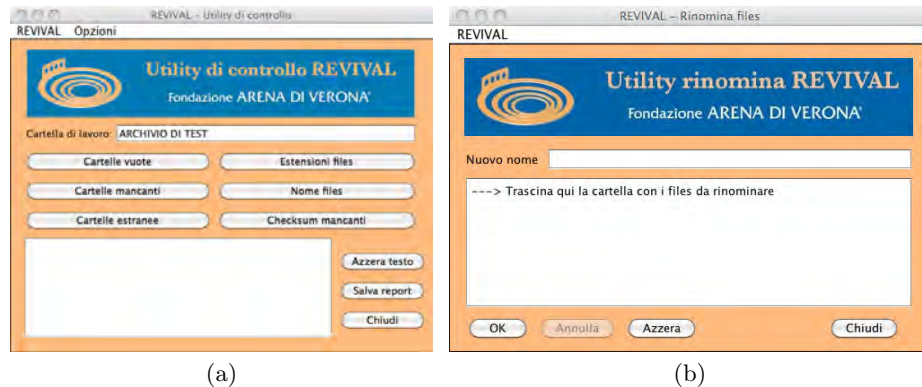 REVIVAL – Utility di controllo
REVIVAL Opzioni
Utility di controllo REVIVAL
Fondazione ARENA DI VERONA®
Cartella di lavoro: ARCHIVIO DI TEST
Cartelle vuote Estensioni files
Cartelle mancanti Nome files
Cartelle estranee Checksum mancanti
Azzera testo
Salva report
Chiudi
(a)
REVIVAL – Rinomina files
REVIVAL
Utility rinomina REVIVAL
Fondazione ARENA DI VERONA®
Nuovo nome
---> Trascina qui la cartella con i files da rinominare
OK Annulla Azzera Chiudi
(b)